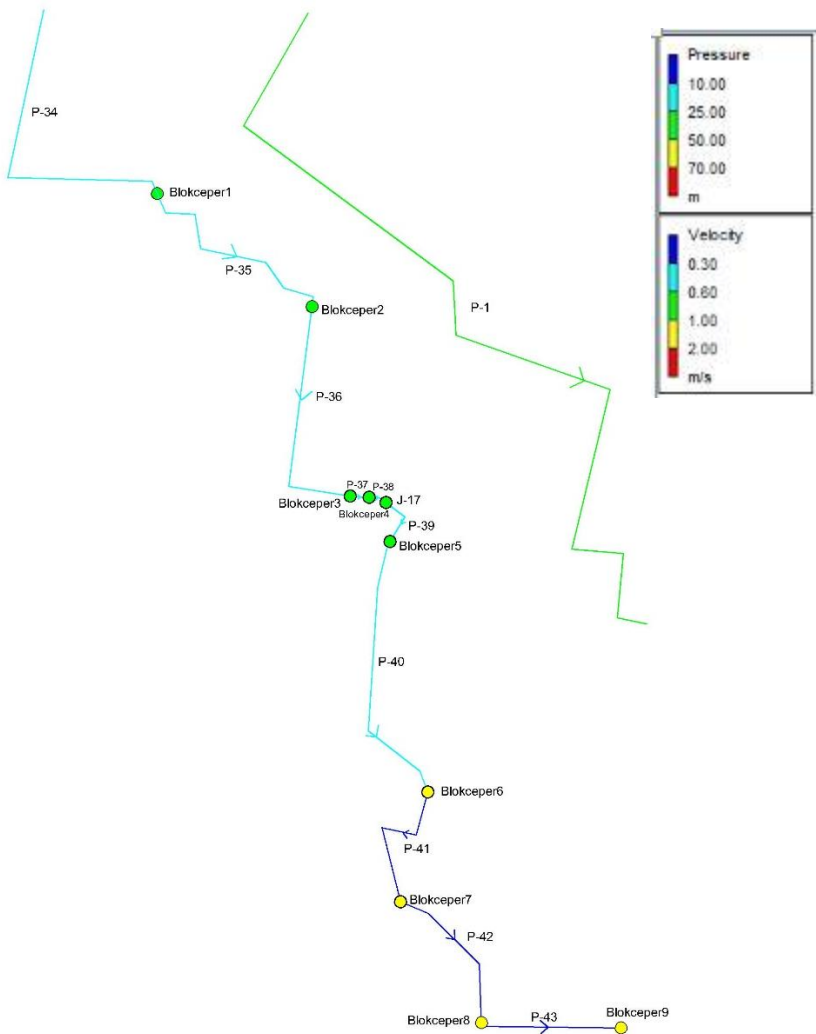 Pressure
10.00
25.00
50.00
70.00
m
Velocity
0.30
0.60
1.00
2.00
m/s
P-34
Blokceper1
P-35
Blokceper2
P-1
P-36
P-37
P-38
Blokceper3
J-17
Blokceper4
P-39
Blokceper5
P-40
Blokceper6
P-41
Blokceper7
P-42
Blokceper8
P-43
Blokceper9